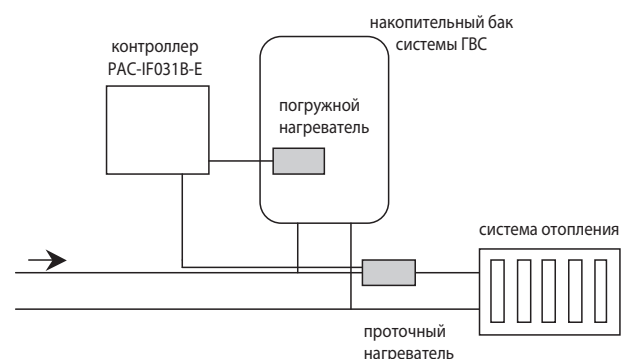 накопительный бак
системы ГВС
контроллер
PAC-IF031B-E
погружной
нагреватель
система отопления
проточный
нагреватель